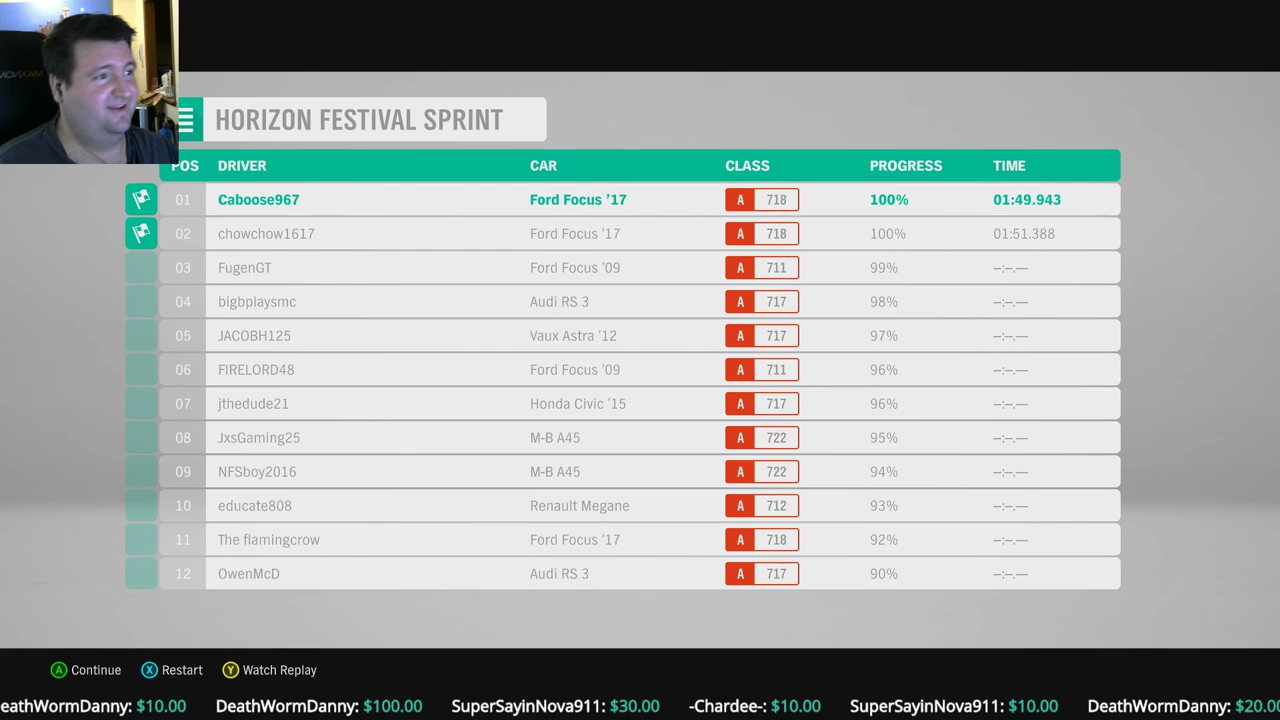 HORIZON FESTIVAL SPRINT
POS DRIVER CAR CLASS PROGRESS TIME
01 Caboose967 Ford Focus '17 A 718 100% 01:49.943
02 chowchow1617 Ford Focus '17 A 718 100% 01:51.388
03 FugenGT Ford Focus '09 A 711 99% --:--.---
04 bigbplaysmc Audi RS 3 A 717 98% --:--.---
05 JACOBH125 Vaux Astra '12 A 717 97% --:--.---
06 FIRELORD48 Ford Focus '09 A 711 96% --:--.---
07 jthedude21 Honda Civic '15 A 717 96% --:--.---
08 JxsGaming25 M-B A45 A 722 95% --:--.---
09 NFSboy2016 M-B A45 A 722 94% --:--.---
10 educate808 Renault Megane A 712 93% --:--.---
11 The flamingcrow Ford Focus '17 A 718 92% --:--.---
12 OwenMcD Audi RS 3 A 717 90% --:--.---
A Continue X Restart Y Watch Replay
eathWormDanny: $10.00 DeathWormDanny: $100.00 SuperSayinNova911: $30.00 -Chardee-: $10.00 SuperSayinNova911: $10.00 DeathWormDanny: $20.0